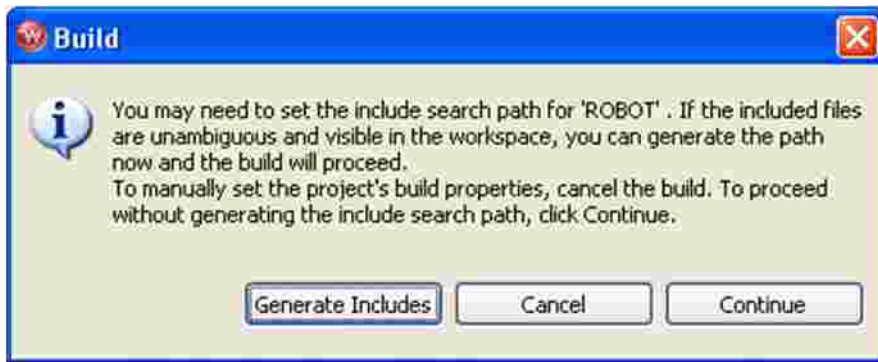 Build
You may need to set the include search path for 'ROBOT' . If the included files
are unambiguous and visible in the workspace, you can generate the path
now and the build will proceed.
To manually set the project's build properties, cancel the build. To proceed
without generating the include search path, click Continue.
Generate Includes Cancel Continue